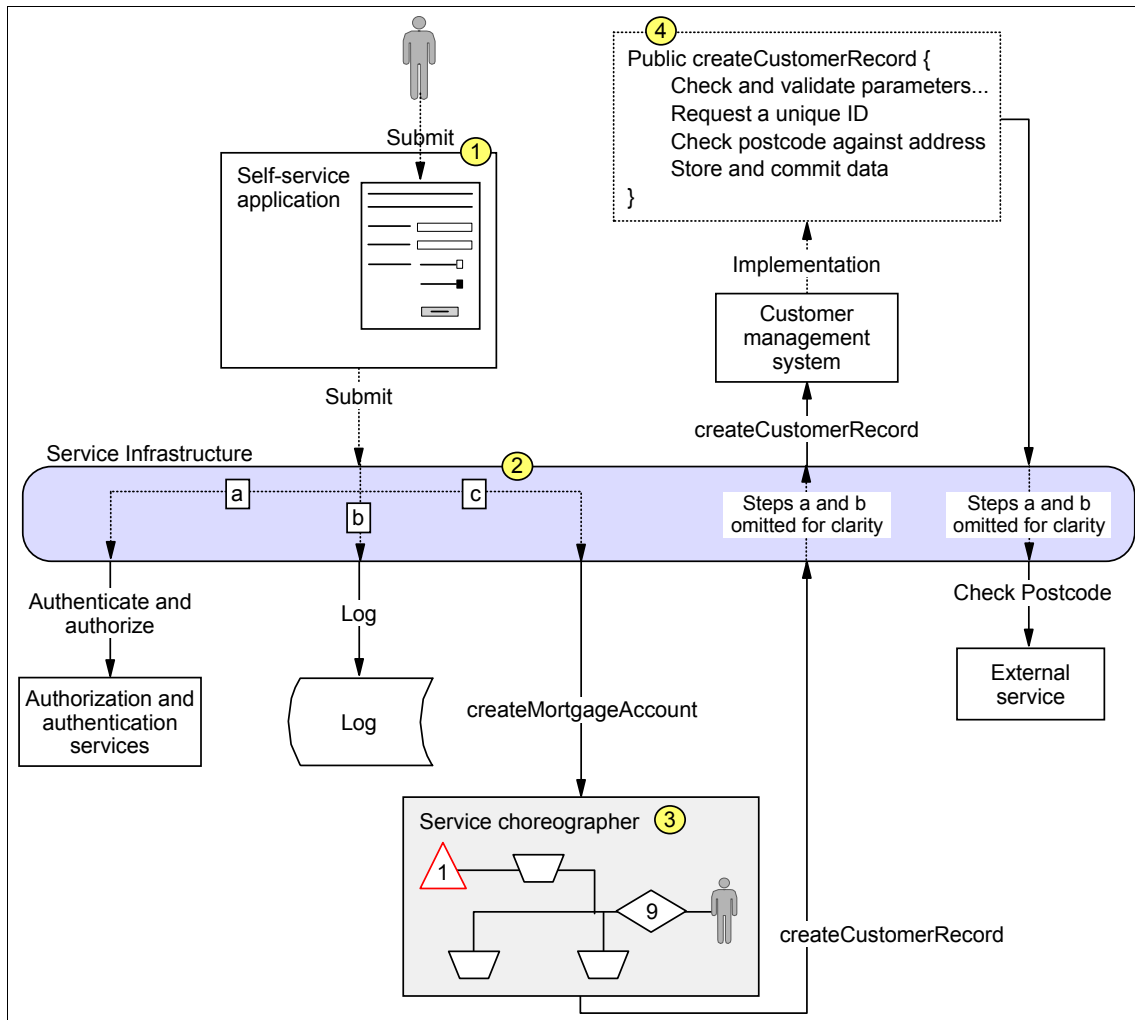 Submit
1
Self-service
application
Submit
4
Public createCustomerRecord {
Check and validate parameters...
Request a unique ID
Check postcode against address
Store and commit data
}
Implementation
Customer
management
system
createCustomerRecord
Service Infrastructure
2
a
b
c
Steps a and b
omitted for clarity
Steps a and b
omitted for clarity
Authenticate and
authorize
Authorization and
authentication
services
Log
Log
createMortgageAccount
Check Postcode
External
service
Service choreographer
3
1
9
createCustomerRecord